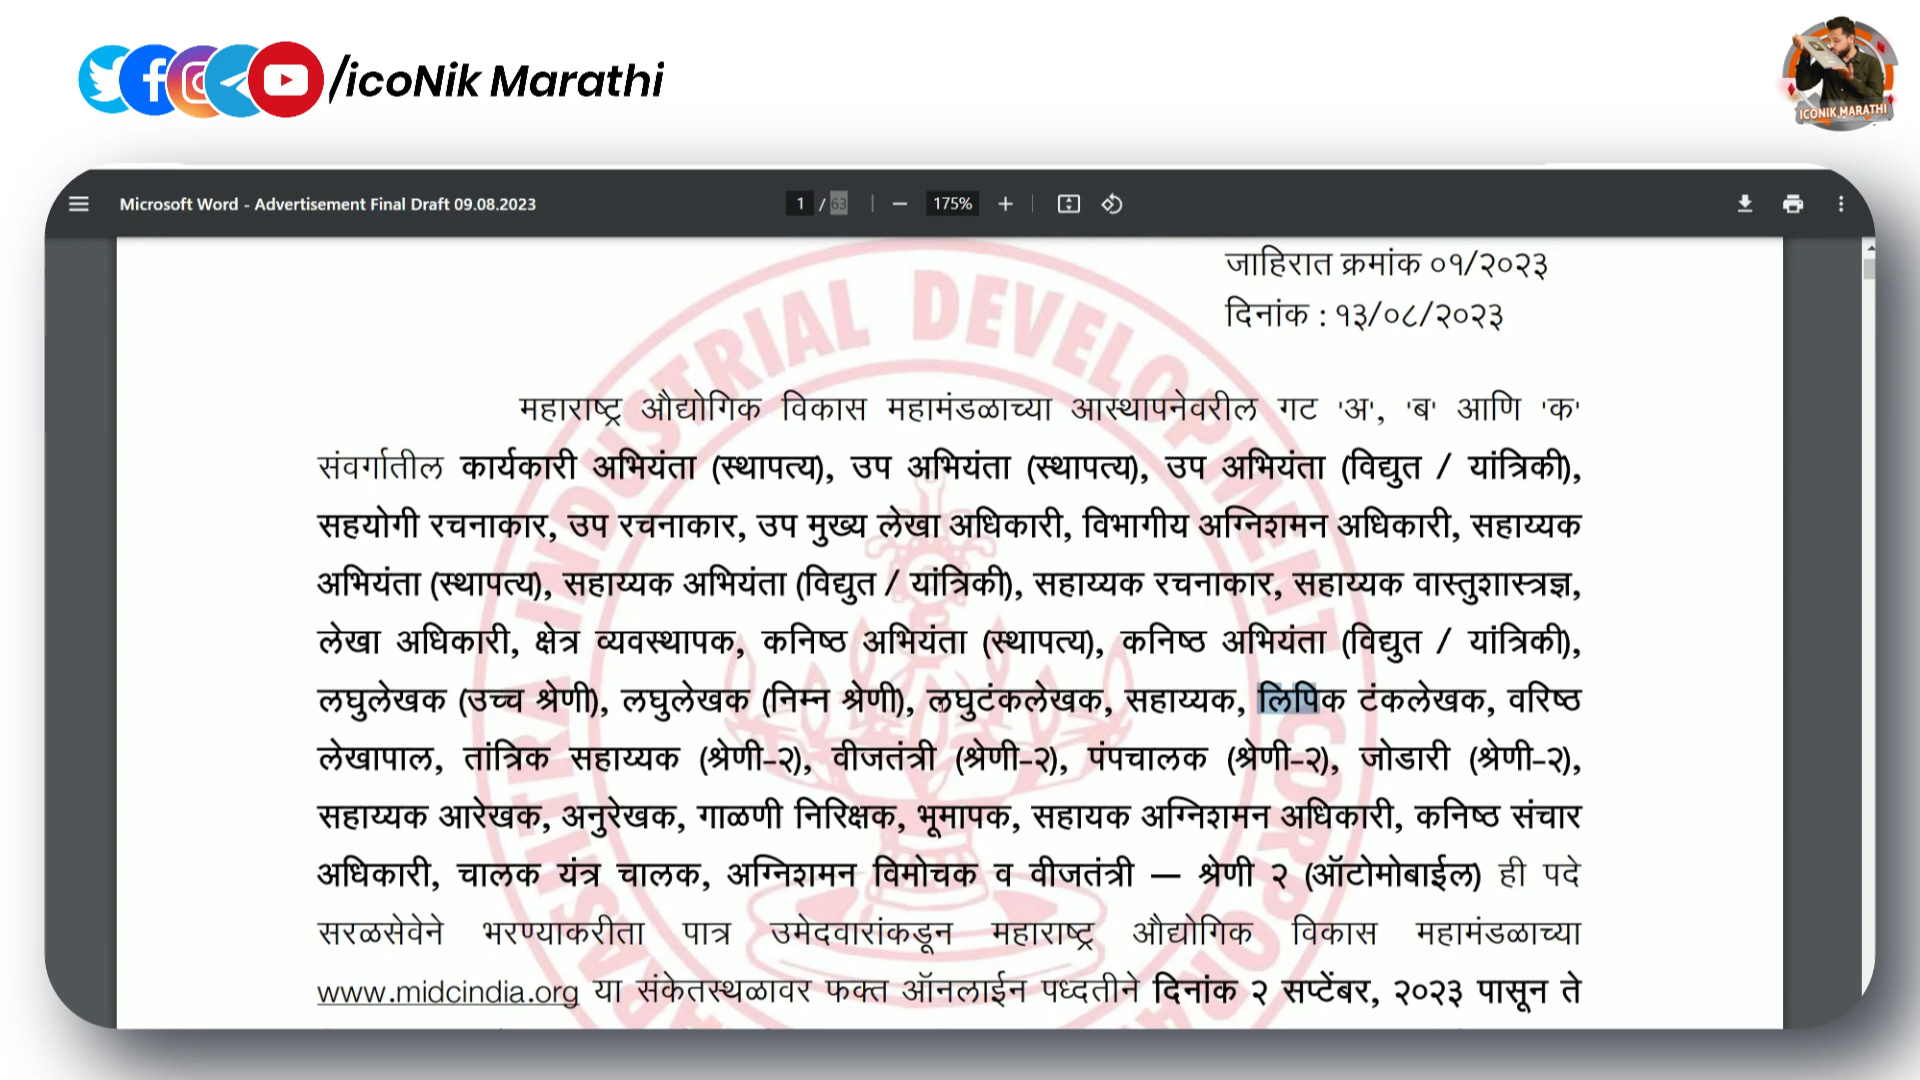 /icoNik Marathi
ICONIK MARATHI
Microsoft Word - Advertisement Final Draft 09.08.2023
1 / 63
175%
जाहिरात क्रमांक ०१/२०२३
दिनांक : १३/०८/२०२३
महाराष्ट्र औद्योगिक विकास महामंडळाच्या आस्थापनेवरील गट 'अ', 'ब' आणि 'क'
संवर्गातील कार्यकारी अभियंता (स्थापत्य), उप अभियंता (स्थापत्य), उप अभियंता (विद्युत / यांत्रिकी),
सहयोगी रचनाकार, उप रचनाकार, उप मुख्य लेखा अधिकारी, विभागीय अग्निशमन अधिकारी, सहाय्यक
अभियंता (स्थापत्य), सहाय्यक अभियंता (विद्युत / यांत्रिकी), सहाय्यक रचनाकार, सहाय्यक वास्तुशास्त्रज्ञ,
लेखा अधिकारी, क्षेत्र व्यवस्थापक, कनिष्ठ अभियंता (स्थापत्य), कनिष्ठ अभियंता (विद्युत / यांत्रिकी),
लघुलेखक (उच्च श्रेणी), लघुलेखक (निम्न श्रेणी), लघुटंकलेखक, सहाय्यक, लिपिक टंकलेखक, वरिष्ठ
लेखापाल, तांत्रिक सहाय्यक (श्रेणी-२), वीजतंत्री (श्रेणी-२), पंपचालक (श्रेणी-२), जोडारी (श्रेणी-२),
सहाय्यक आरेखक, अनुरेखक, गाळणी निरिक्षक, भूमापक, सहायक अग्निशमन अधिकारी, कनिष्ठ संचार
अधिकारी, चालक यंत्र चालक, अग्निशमन विमोचक व वीजतंत्री — श्रेणी २ (ऑटोमोबाईल) ही पदे
सरळसेवेने भरण्याकरीता पात्र उमेदवारांकडून महाराष्ट्र औद्योगिक विकास महामंडळाच्या
www.midcindia.org या संकेतस्थळावर फक्त ऑनलाईन पध्दतीने दिनांक २ सप्टेंबर, २०२३ पासून ते
INDUSTRIAL DEVELOPMENT CORPORA